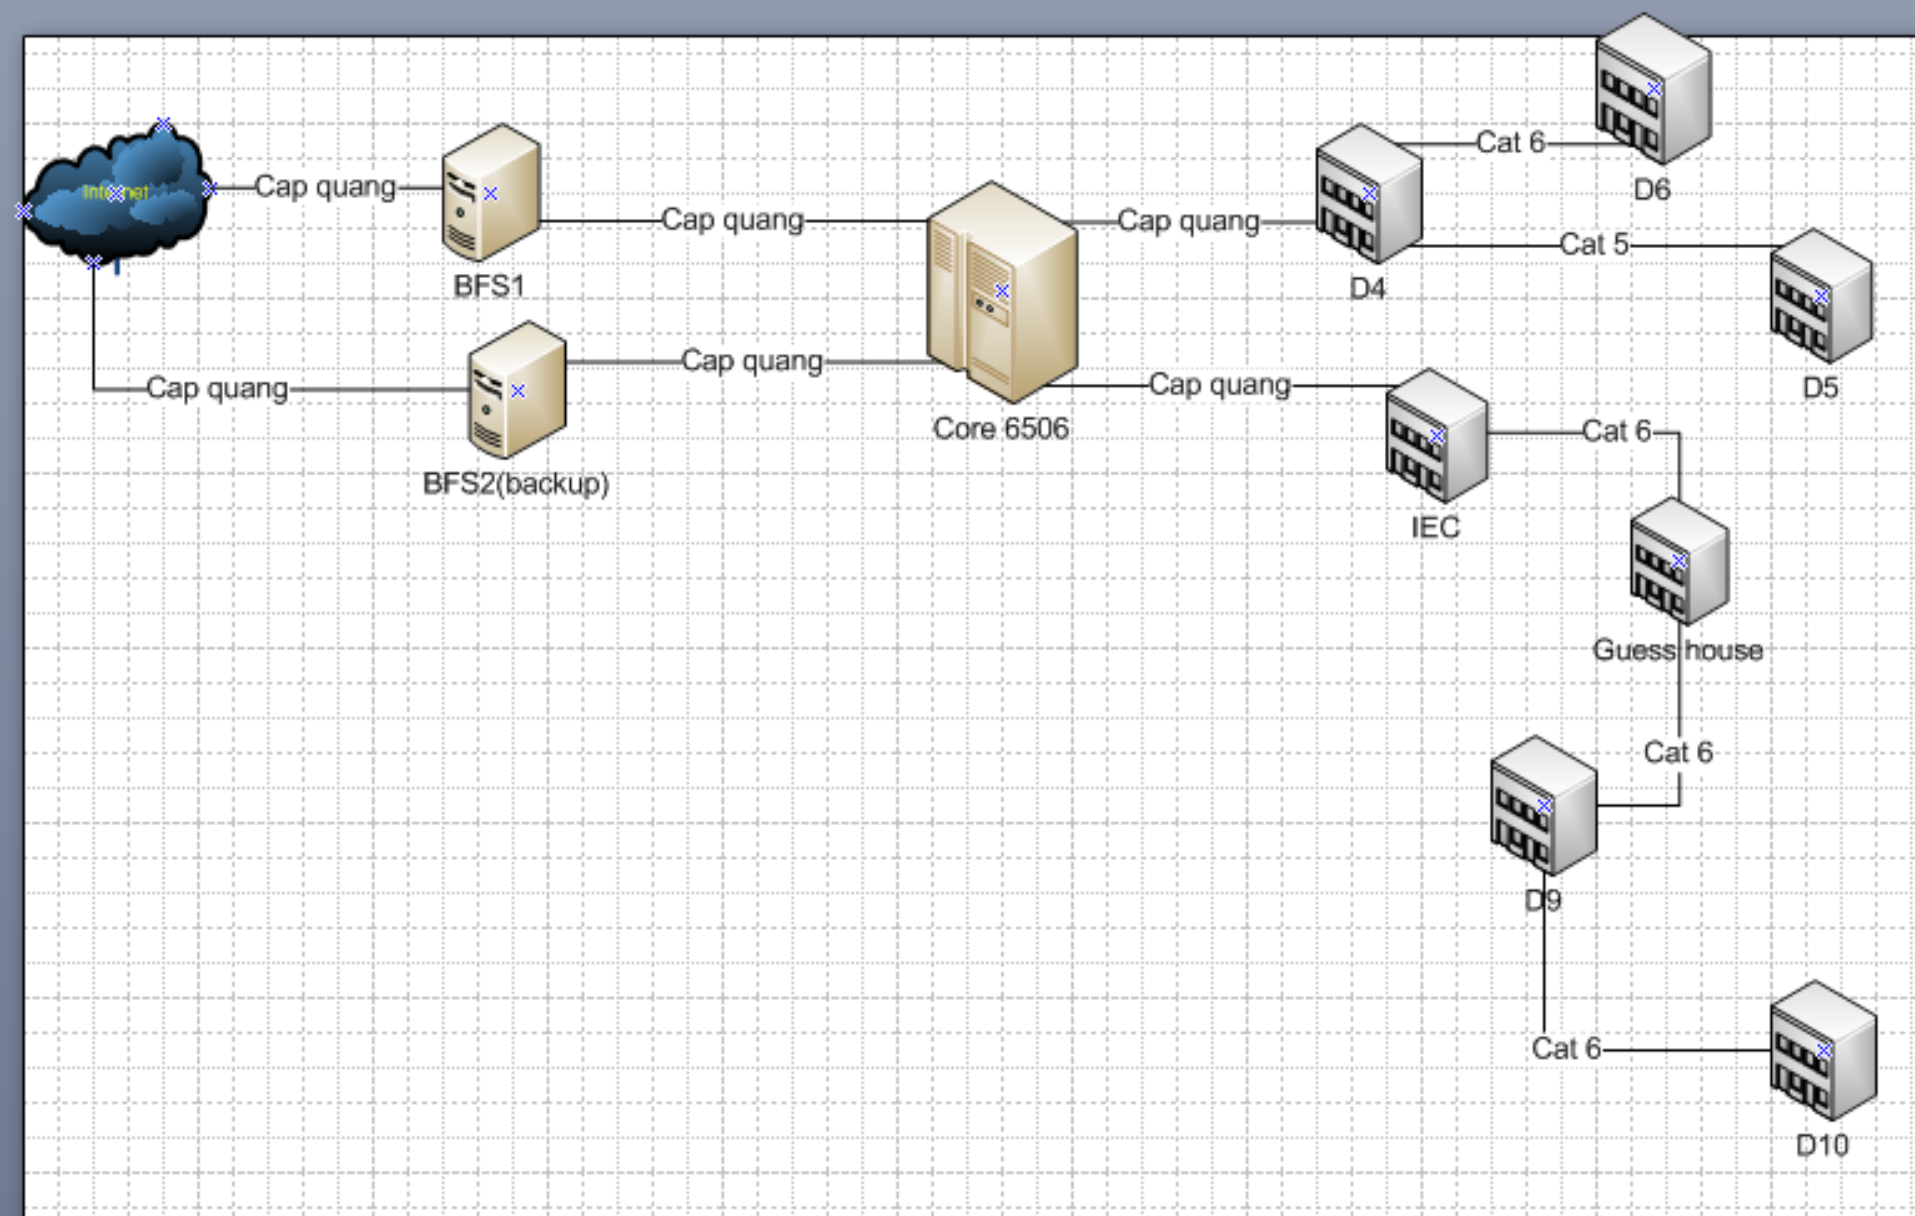 Cat 6
D6
Internet
Cap quang
Cap quang
Cap quang
Cat 5
BFS1
D4
Cap quang
Cap quang
Cap quang
D5
Core 6506
Cat 6
BFS2(backup)
IEC
Guess house
Cat 6
D9
Cat 6
D10